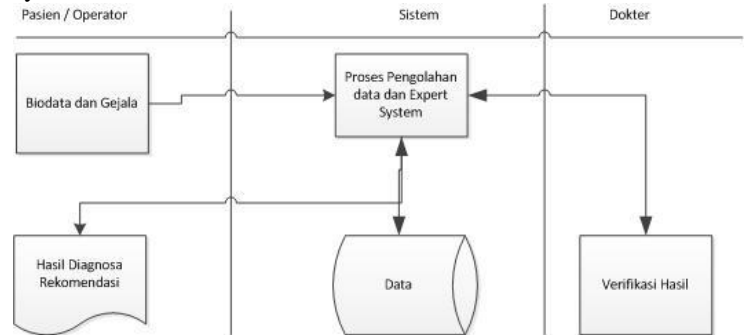 Pasien / Operator
Sistem
Dokter
Biodata dan Gejala
Proses Pengolahan
data dan Expert
System
Hasil Diagnosa
Rekomendasi
Data
Verifikasi Hasil